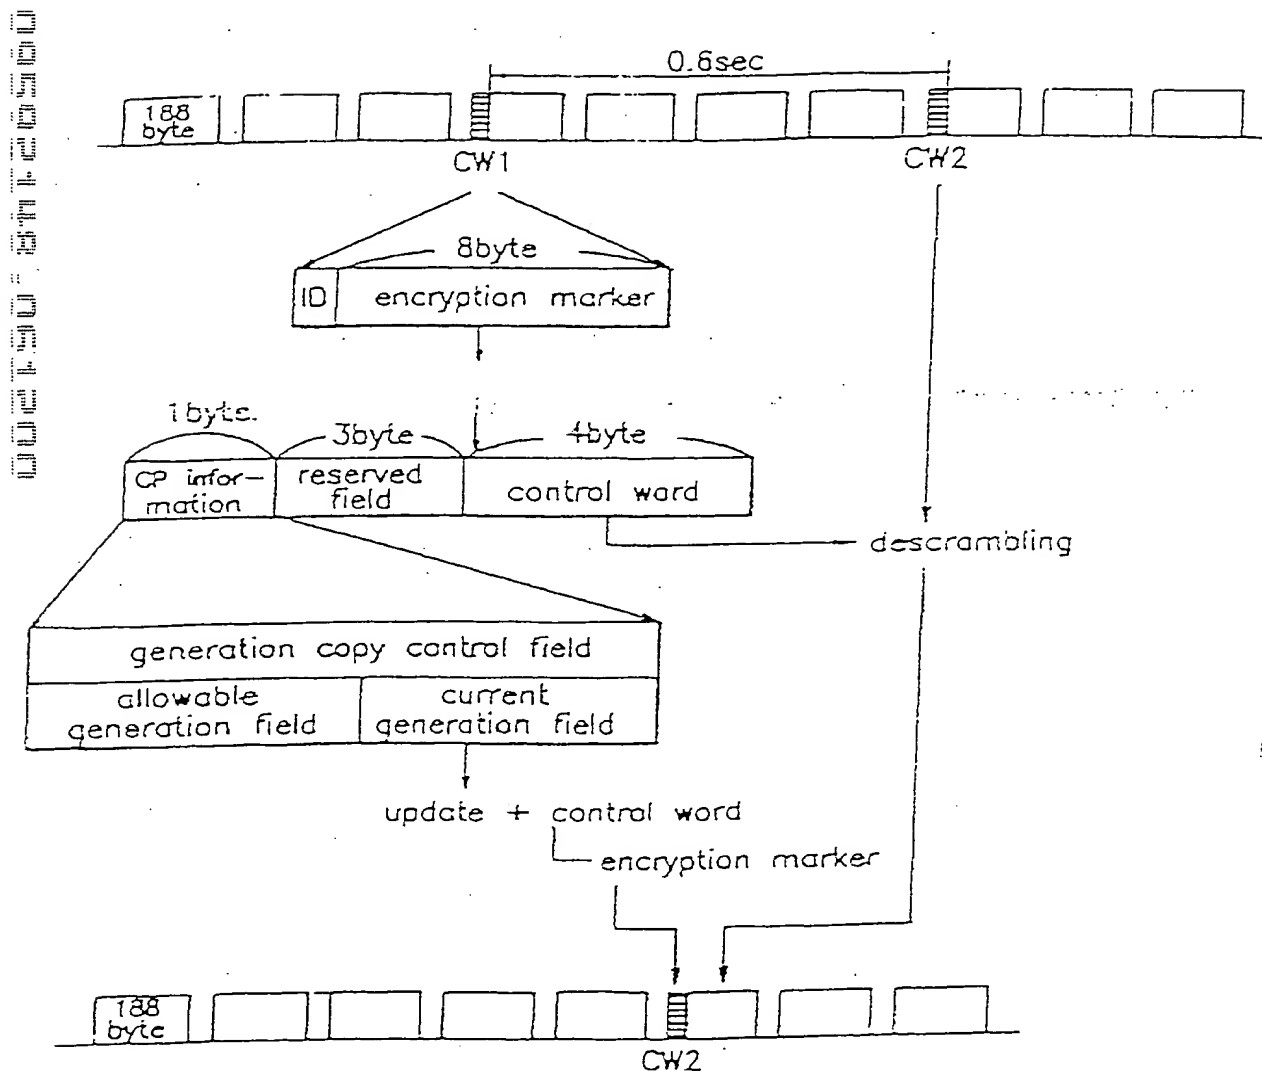 0.6sec
188
byte
CW1
CW2
8byte
ID
encryption marker
1byte.
3byte
4byte
CP infor-
mation
reserved
field
control word
descrambling
generation copy control field
allowable
generation field
current
generation field
update + control word
encryption marker
188
byte
CW2